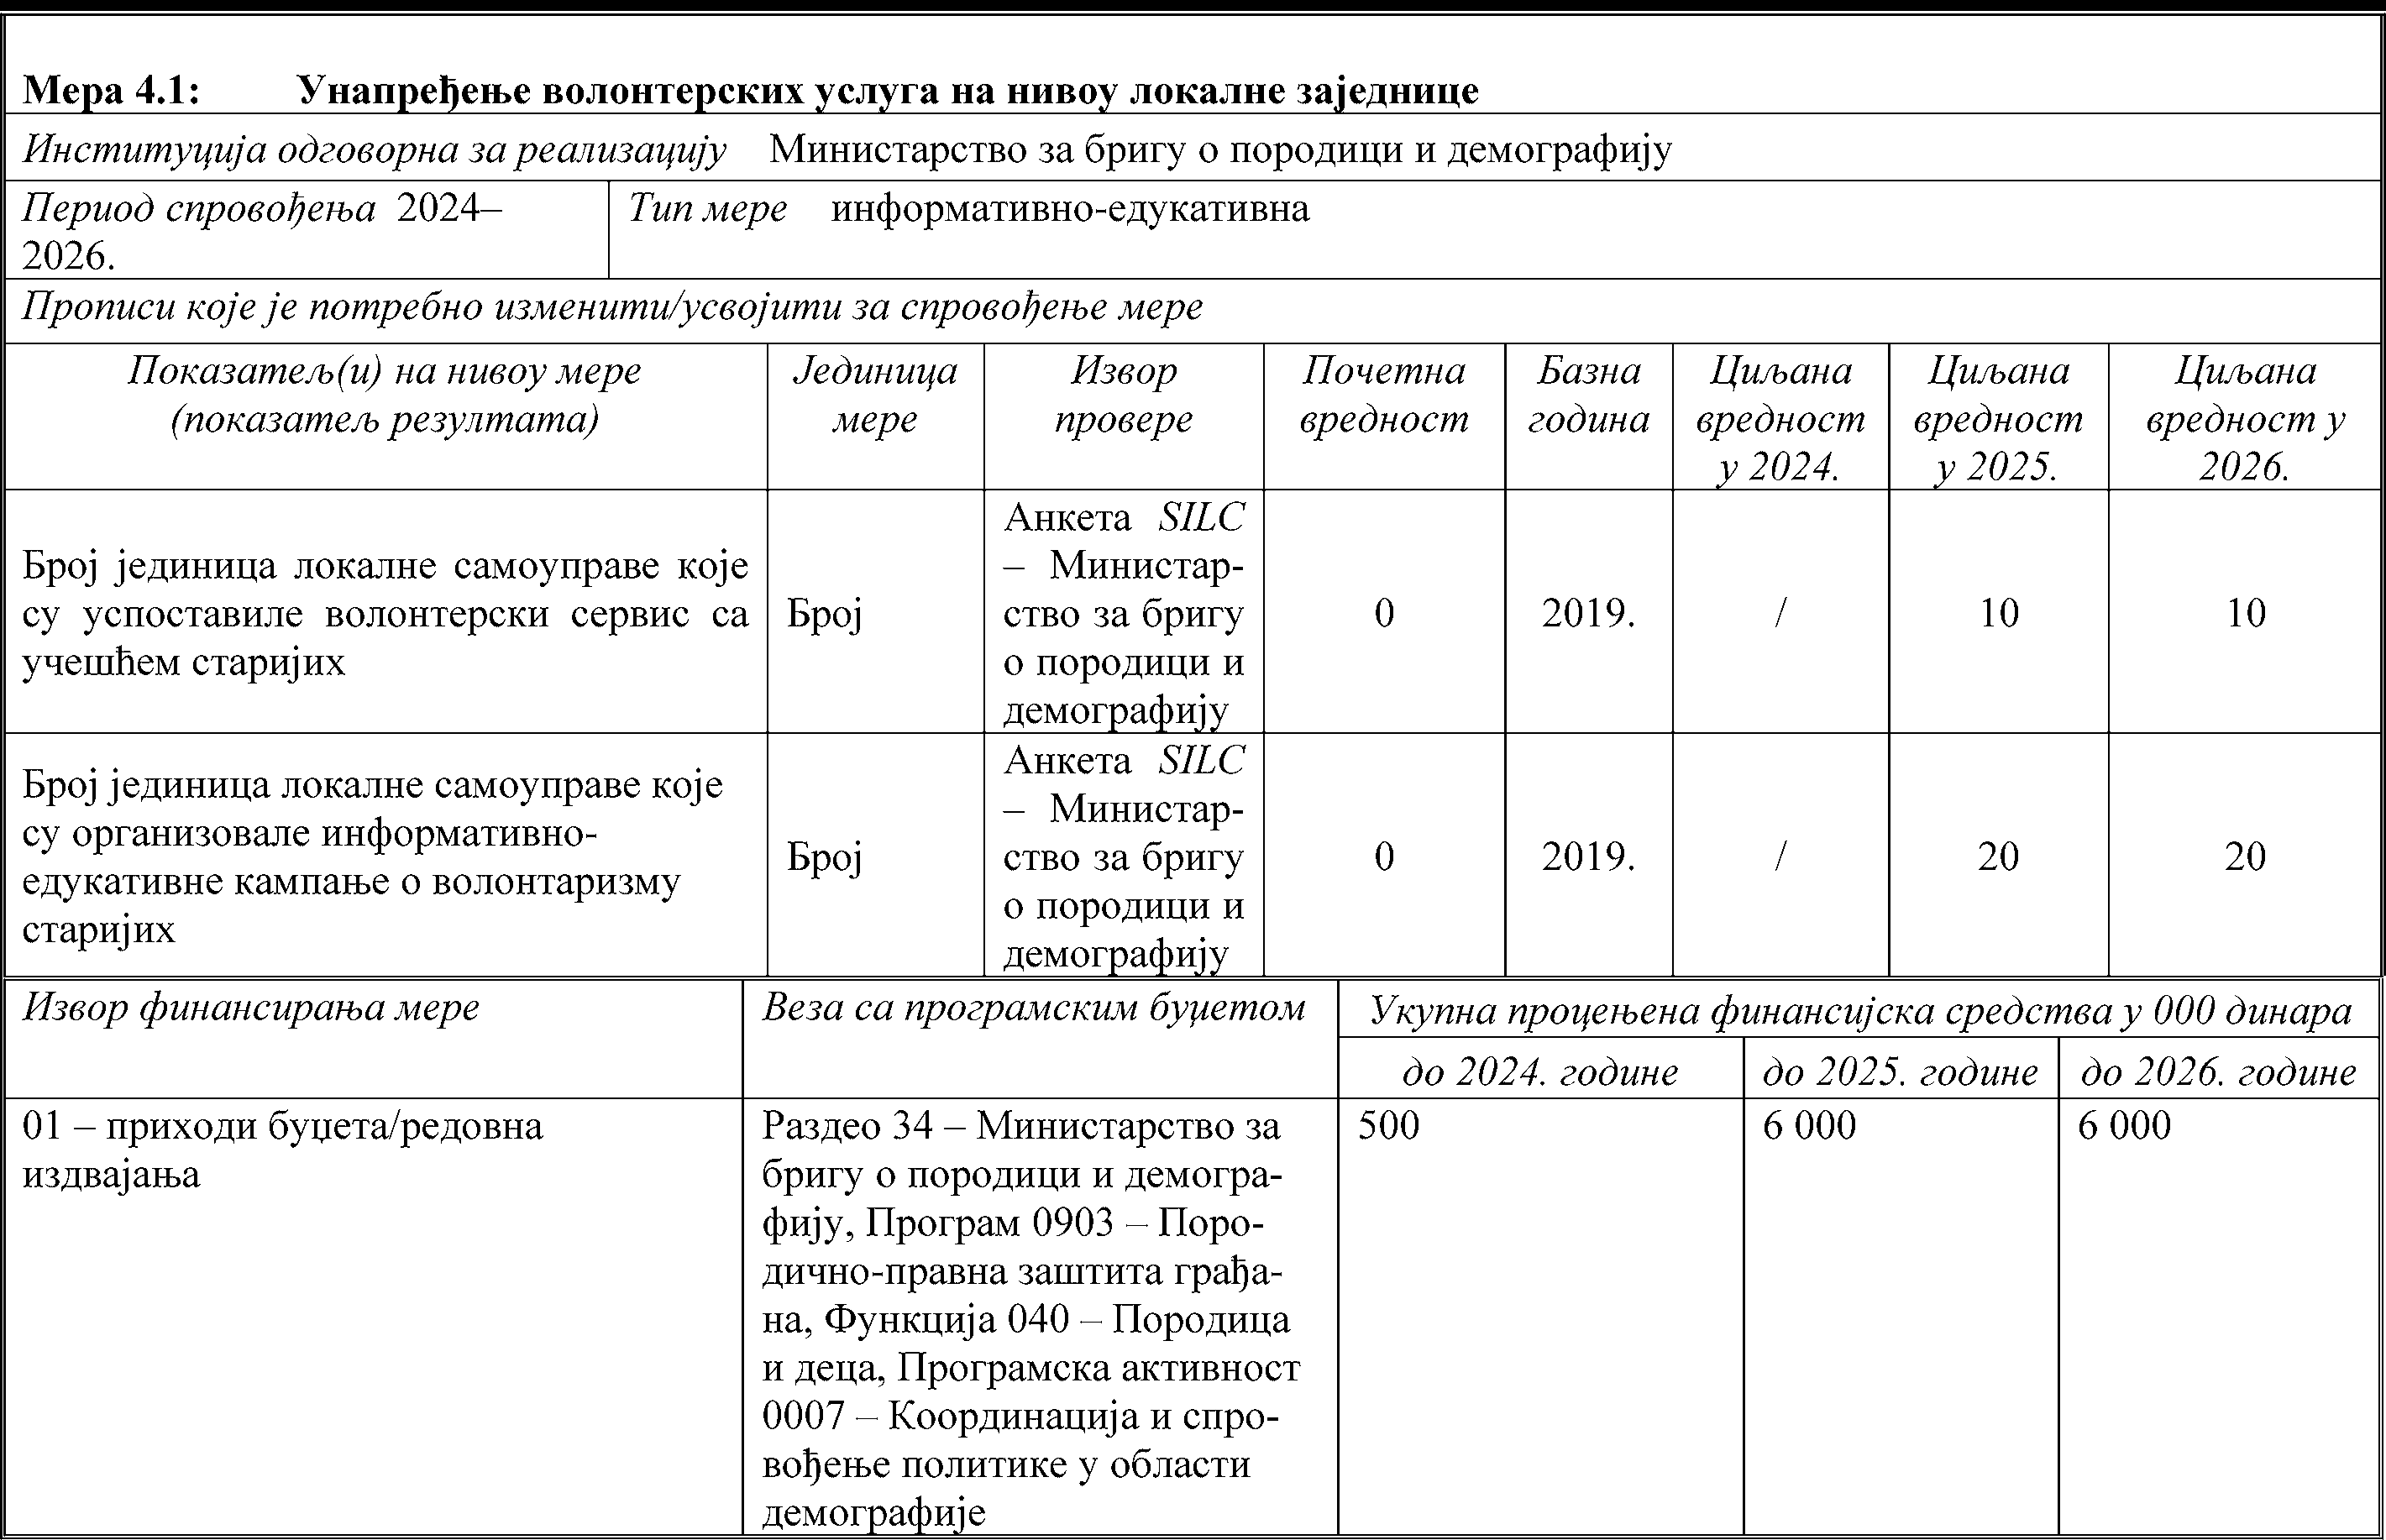 Мера 4.1: Унапређење волонтерских услуга на нивоу локалне заједнице
Институција одговорна за реализацију Министарство за бригу о породици и демографију
Период спровођења 2024–
2026.
Тип мере информативно-едукативна
Прописи које је потребно изменити/усвојити за спровођење мере
Показатељ(и) на нивоу мере
(показатељ резултата)
Јединица
мере
Извор
провере
Почетна
вредност
Базна
година
Циљана
вредност
у 2024.
Циљана
вредност
у 2025.
Циљана
вредност у
2026.
Број јединица локалне самоуправе које
су успоставиле волонтерски сервис са
учешћем старијих
Број
Анкета SILC
– Министар-
ство за бригу
о породици и
демографију
0
2019.
/
10
10
Број јединица локалне самоуправе које
су организовале информативно-
едукативне кампање о волонтаризму
старијих
Број
Анкета SILC
– Министар-
ство за бригу
о породици и
демографију
0
2019.
/
20
20
Извор финансирања мере
Веза са програмским буџетом
Укупна процењена финансијска средства у 000 динара
до 2024. године
до 2025. године
до 2026. године
01 – приходи буџета/редовна
издвајања
Раздео 34 – Министарство за
бригу о породици и демогра-
фију, Програм 0903 – Поро-
дично-правна заштита грађа-
на, Функција 040 – Породица
и деца, Програмска активност
0007 – Координација и спро-
вођење политике у области
демографије
500
6 000
6 000